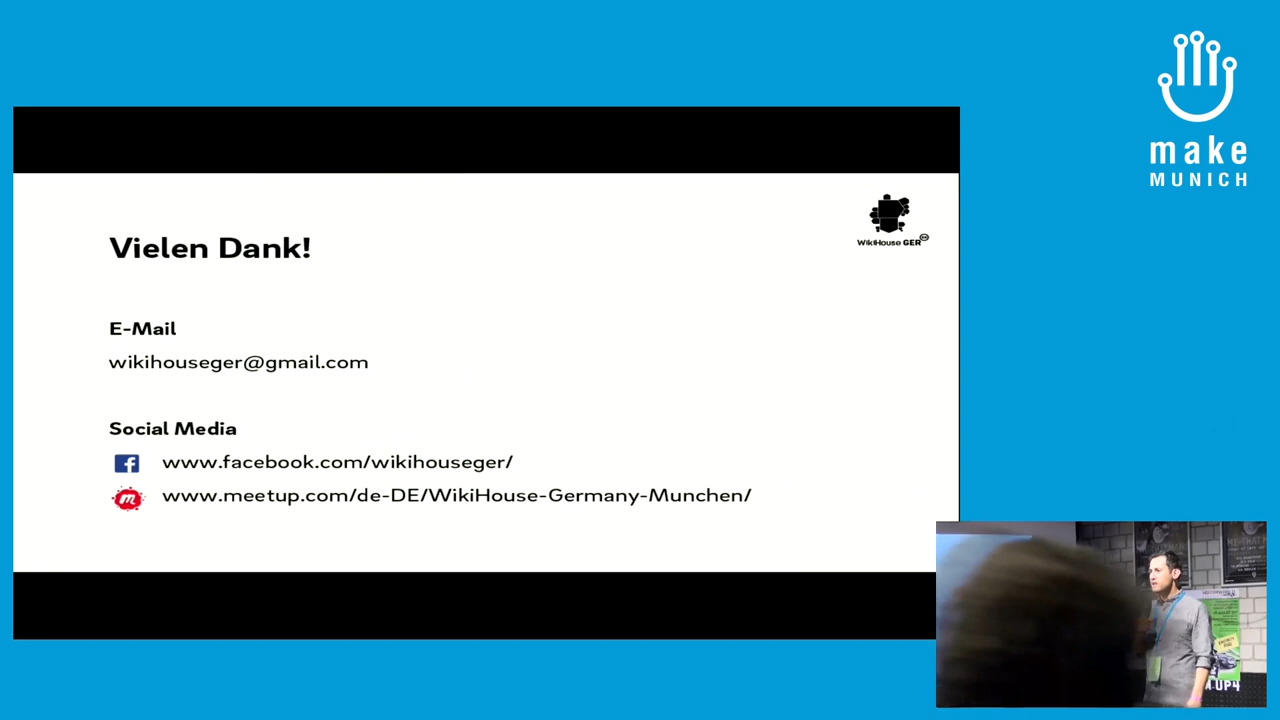 make
MUNICH
WikiHouse GER
Vielen Dank!
E-Mail
wikihouseger@gmail.com
Social Media
www.facebook.com/wikihouseger/
m
www.meetup.com/de-DE/WikiHouse-Germany-Munchen/